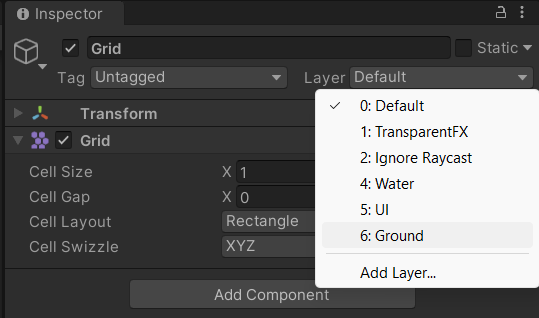 Inspector
Grid
Static
Tag Untagged Layer Default
Transform
Grid
Cell Size X 1
Cell Gap X 0
Cell Layout Rectangle
Cell Swizzle XYZ
Add Component
0: Default
1: TransparentFX
2: Ignore Raycast
4: Water
5: UI
6: Ground
Add Layer...